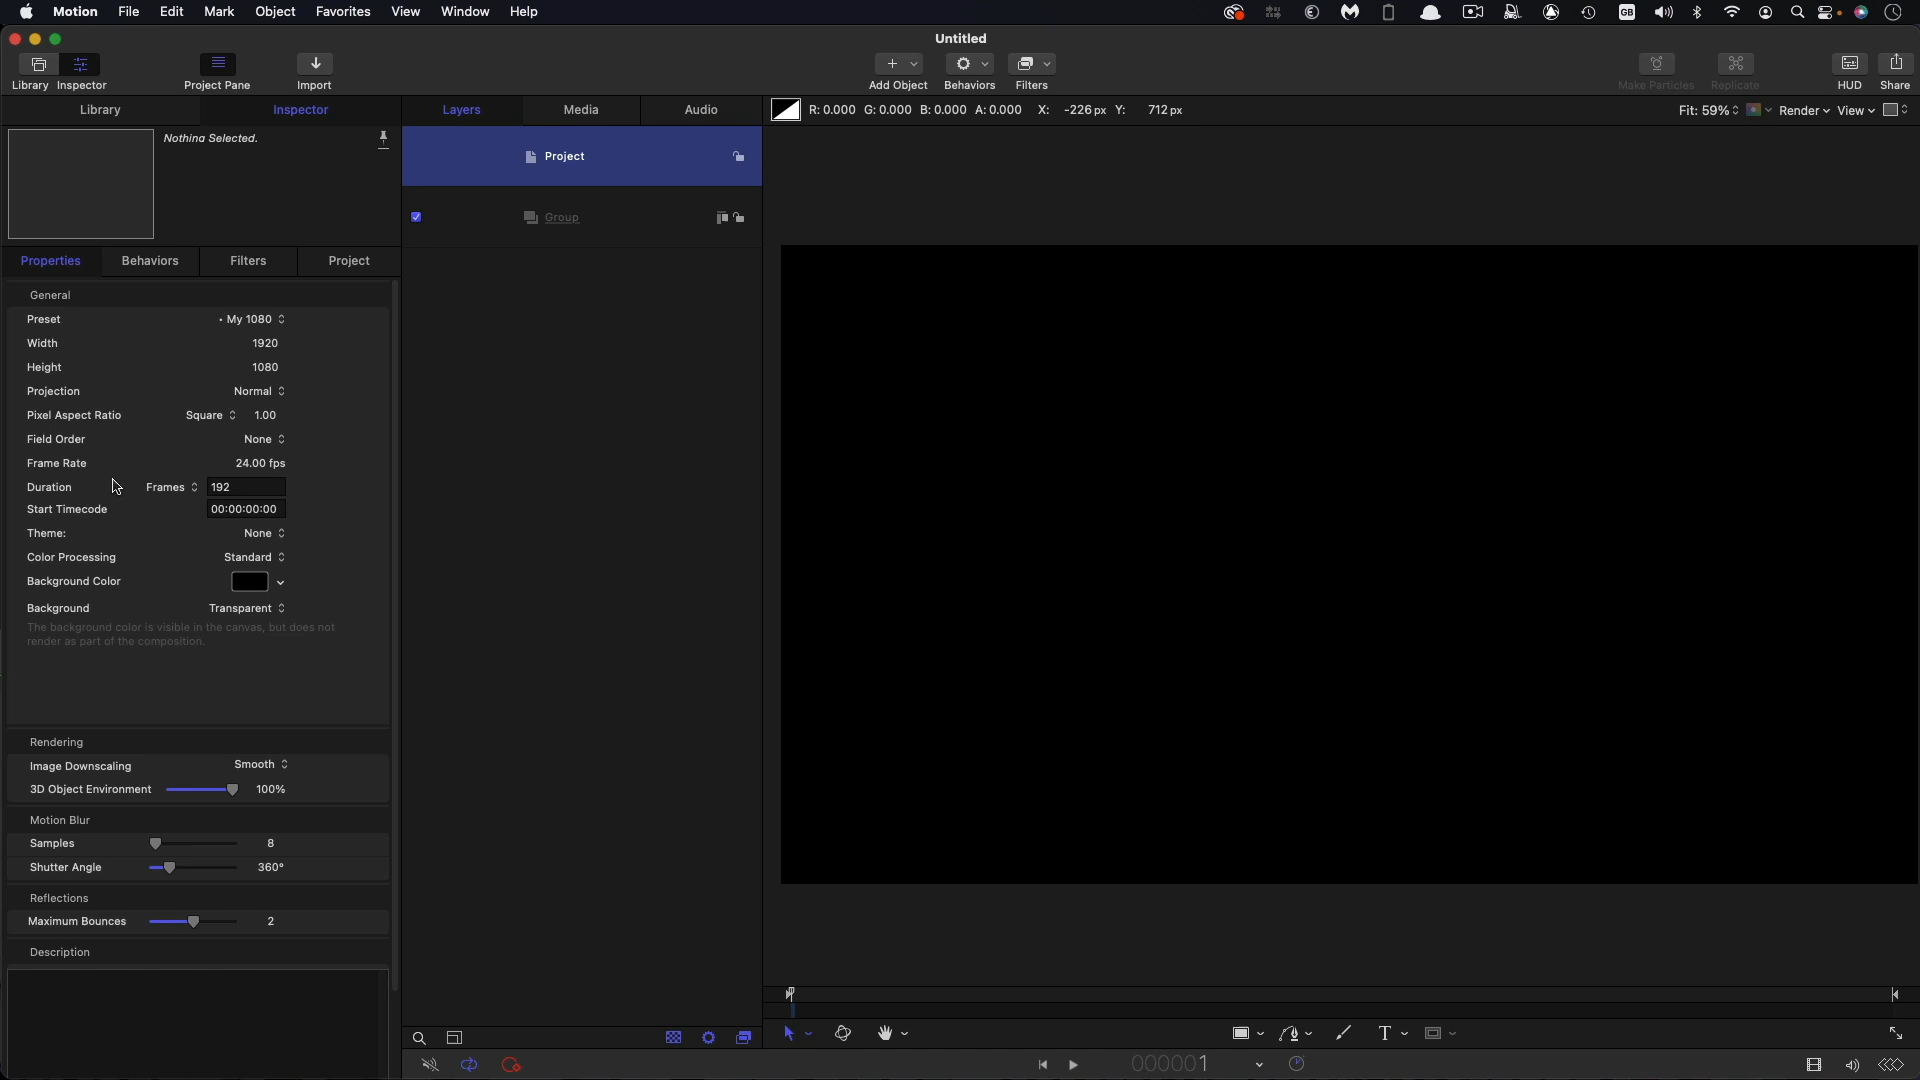 Motion File Edit Mark Object Favorites View Window Help
GB
Untitled
Library Inspector Project Pane Import Add Object Behaviors Filters Make Particles Replicate HUD Share
Library Inspector Layers Media Audio
R: 0.000 G: 0.000 B: 0.000 A: 0.000 X: -226 px Y: 712 px
Fit: 59% Render View
Nothing Selected.
Project
Group
Properties Behaviors Filters Project
General
Preset • My 1080
Width 1920
Height 1080
Projection Normal
Pixel Aspect Ratio Square 1.00
Field Order None
Frame Rate 24.00 fps
Duration Frames 192
Start Timecode 00:00:00:00
Theme: None
Color Processing Standard
Background Color
Background Transparent
The background color is visible in the canvas, but does not
render as part of the composition.
Rendering
Image Downscaling Smooth
3D Object Environment 100%
Motion Blur
Samples 8
Shutter Angle 360°
Reflections
Maximum Bounces 2
Description
T
000001